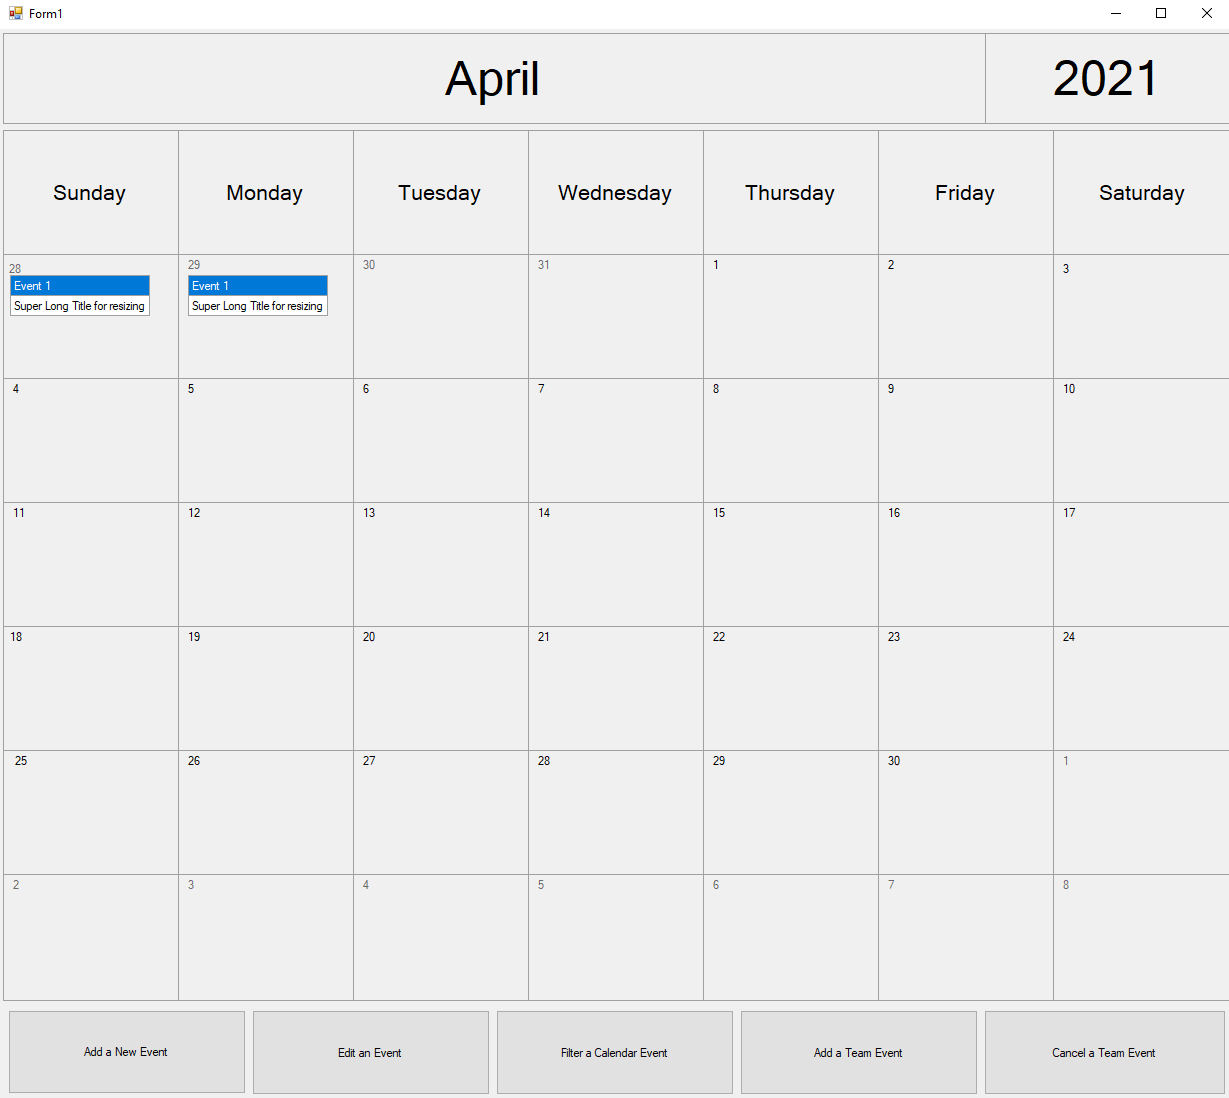 Form1
April 2021
Sunday Monday Tuesday Wednesday Thursday Friday Saturday
28 29 30 31 1 2 3
Event 1 Event 1
Super Long Title for resizing Super Long Title for resizing
4 5 6 7 8 9 10
11 12 13 14 15 16 17
18 19 20 21 22 23 24
25 26 27 28 29 30 1
2 3 4 5 6 7 8
Add a New Event Edit an Event Filter a Calendar Event Add a Team Event Cancel a Team Event